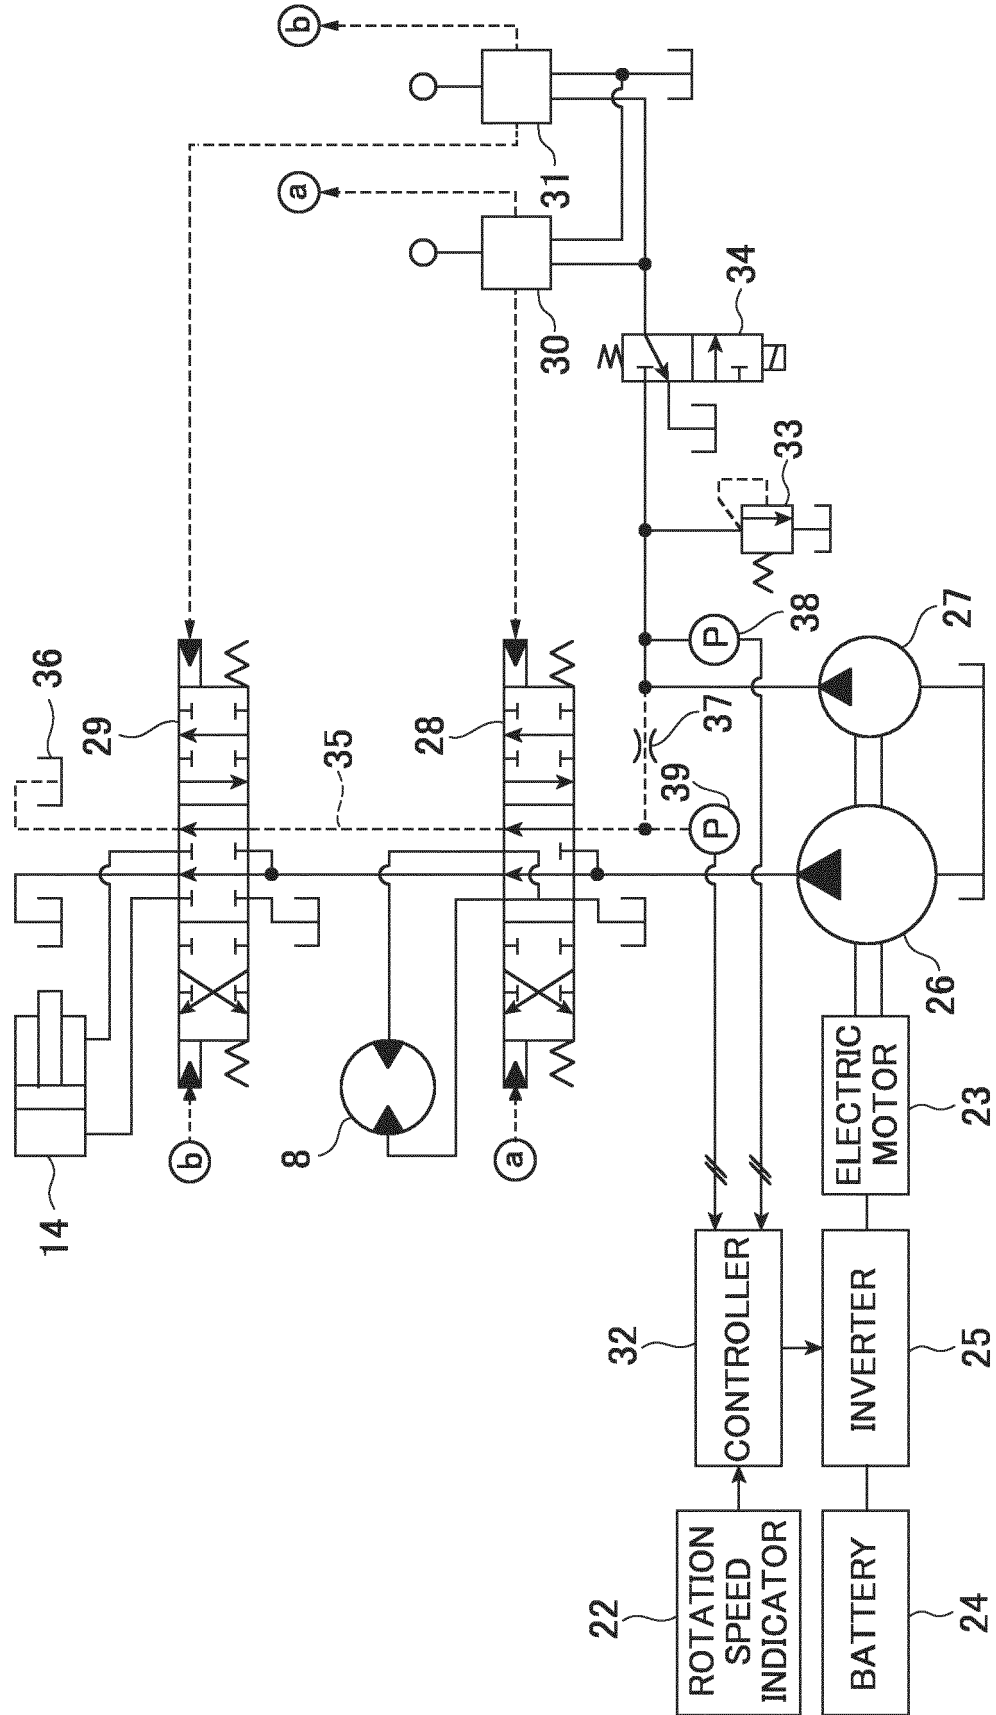 14
b
29
36
b
8
a
28
35
a
31
30
34
33
P
38
P
39
37
27
26
32
CONTROLLER
ELECTRIC
MOTOR
23
22
ROTATION
SPEED
INDICATOR
BATTERY
24
INVERTER
25